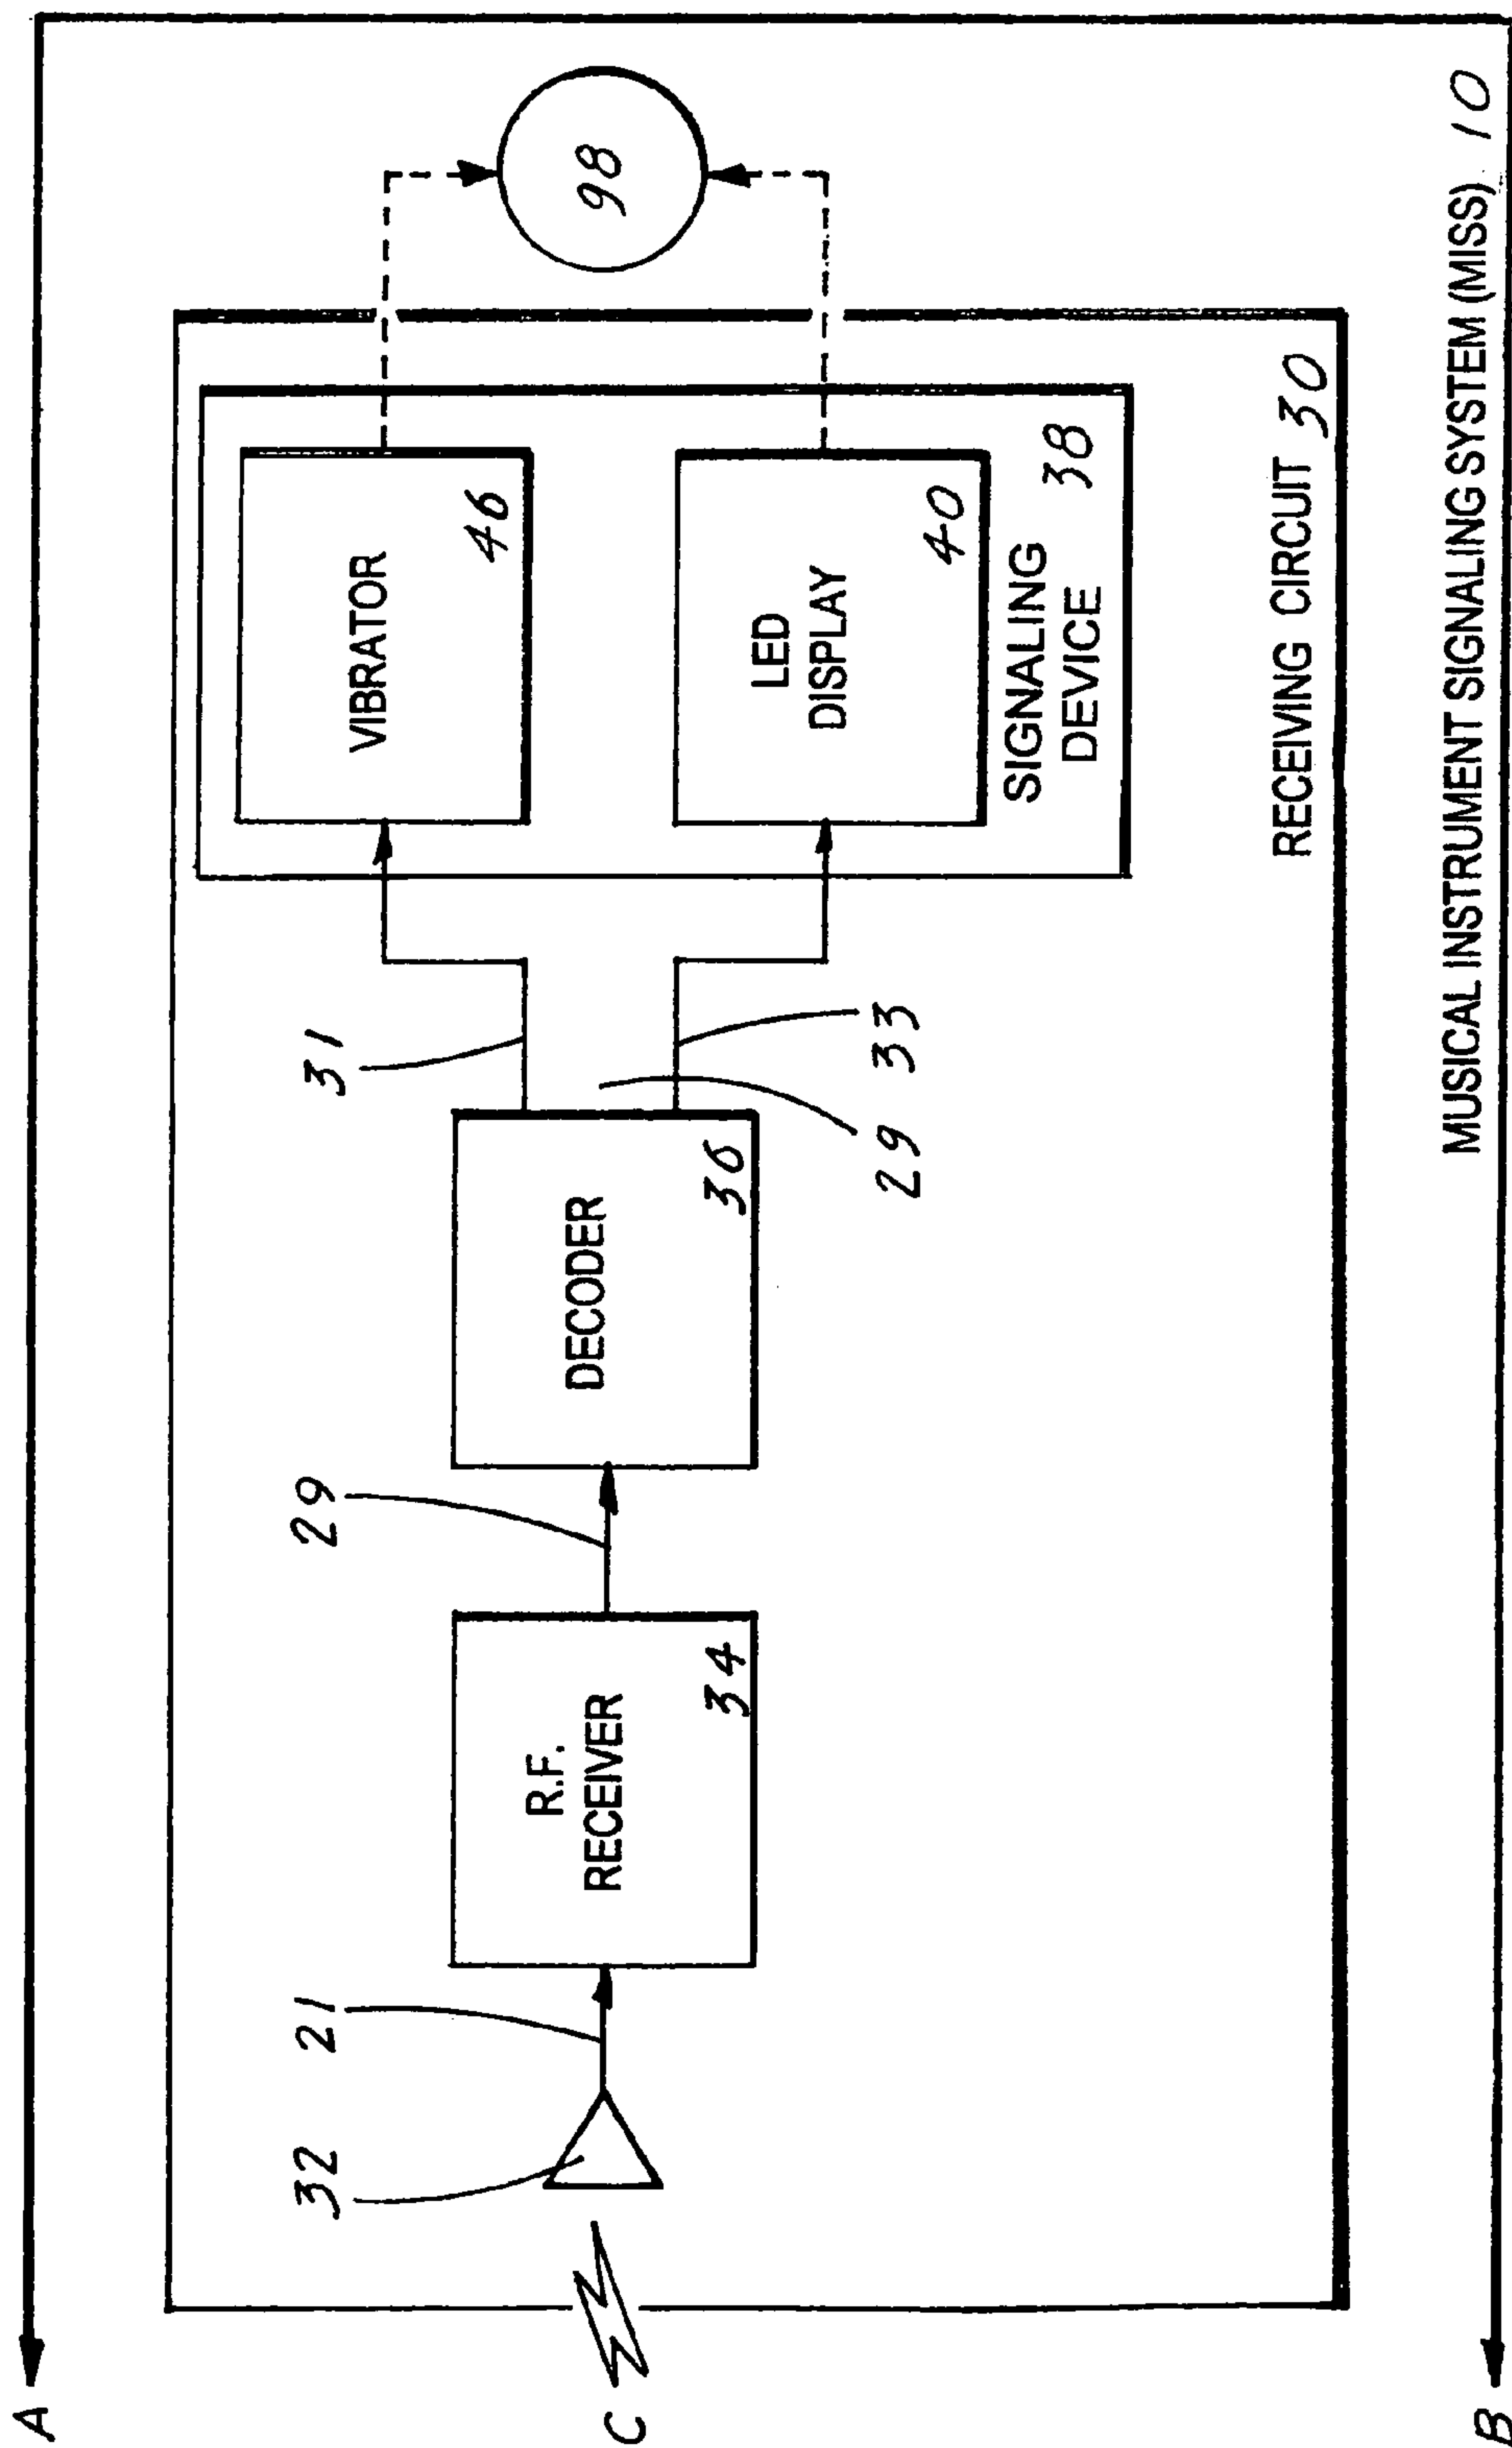 A
VIBRATOR
46
98
31
32
21
29
R.F.
RECEIVER
34
DECODER
36
C
33
29
LED
DISPLAY
40
SIGNALING
DEVICE
38
RECEIVING CIRCUIT 30
MUSICAL INSTRUMENT SIGNALING SYSTEM (MISS) 10
B